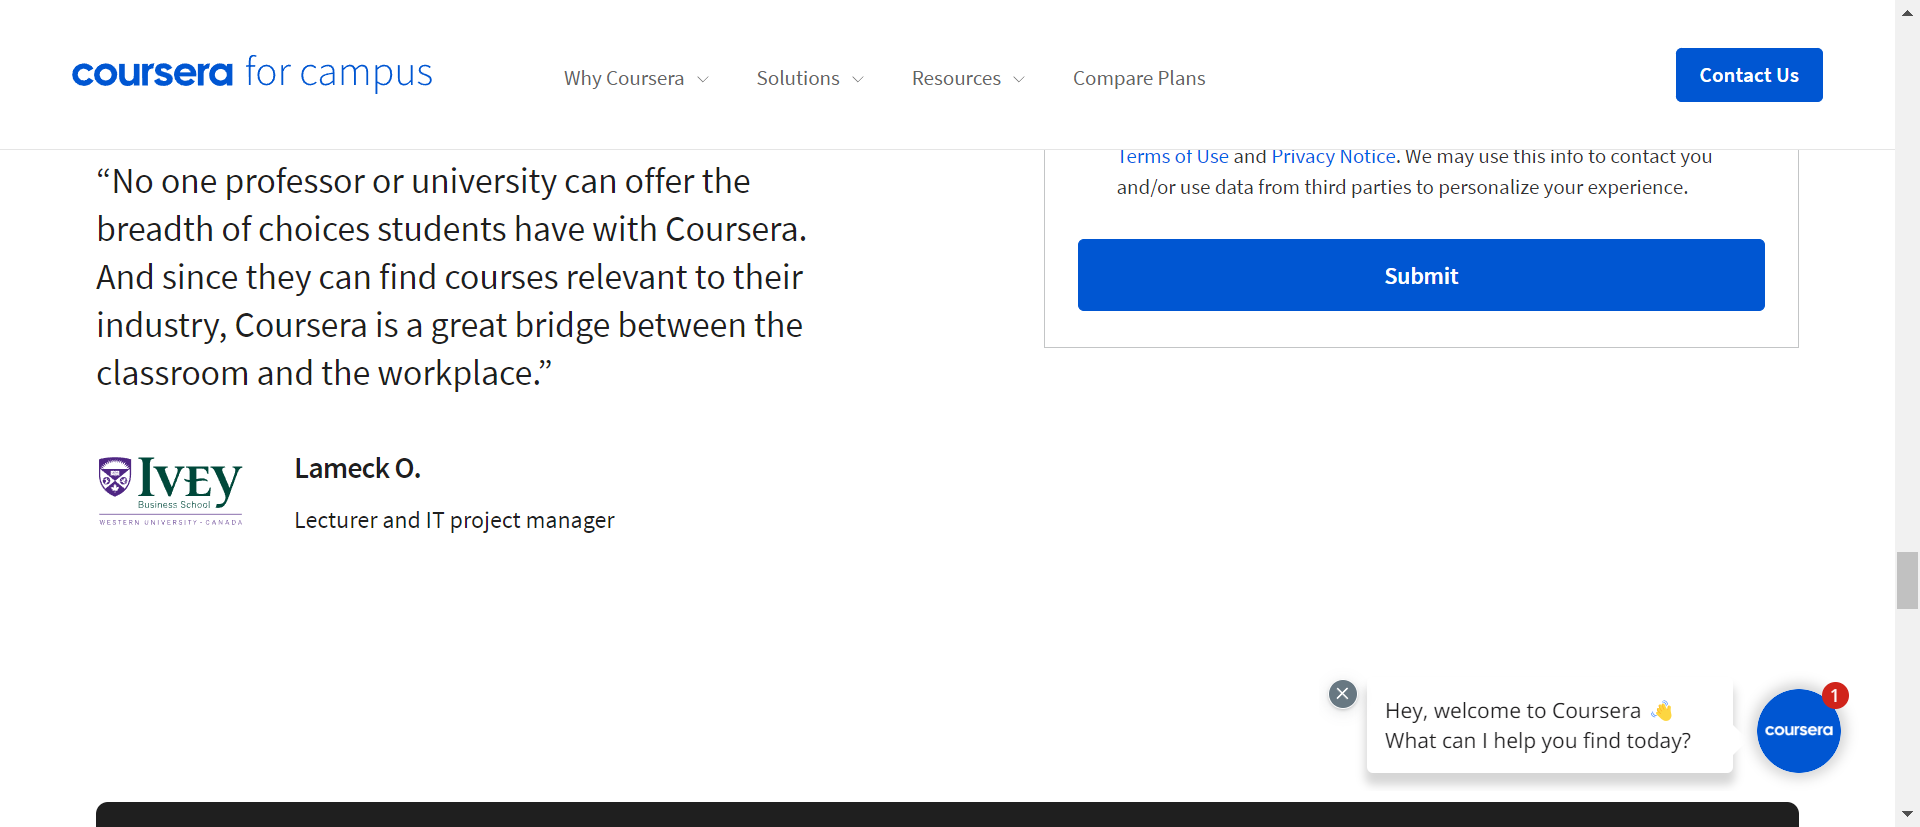 coursera for campus
Why Coursera
Solutions
Resources
Compare Plans
Contact Us
“No one professor or university can offer the
breadth of choices students have with Coursera.
And since they can find courses relevant to their
industry, Coursera is a great bridge between the
classroom and the workplace.”
IVEY
Business School
WESTERN UNIVERSITY · CANADA
Lameck O.
Lecturer and IT project manager
Terms of Use and Privacy Notice. We may use this info to contact you
and/or use data from third parties to personalize your experience.
Submit
Hey, welcome to Coursera 👋
What can I help you find today?
coursera
1